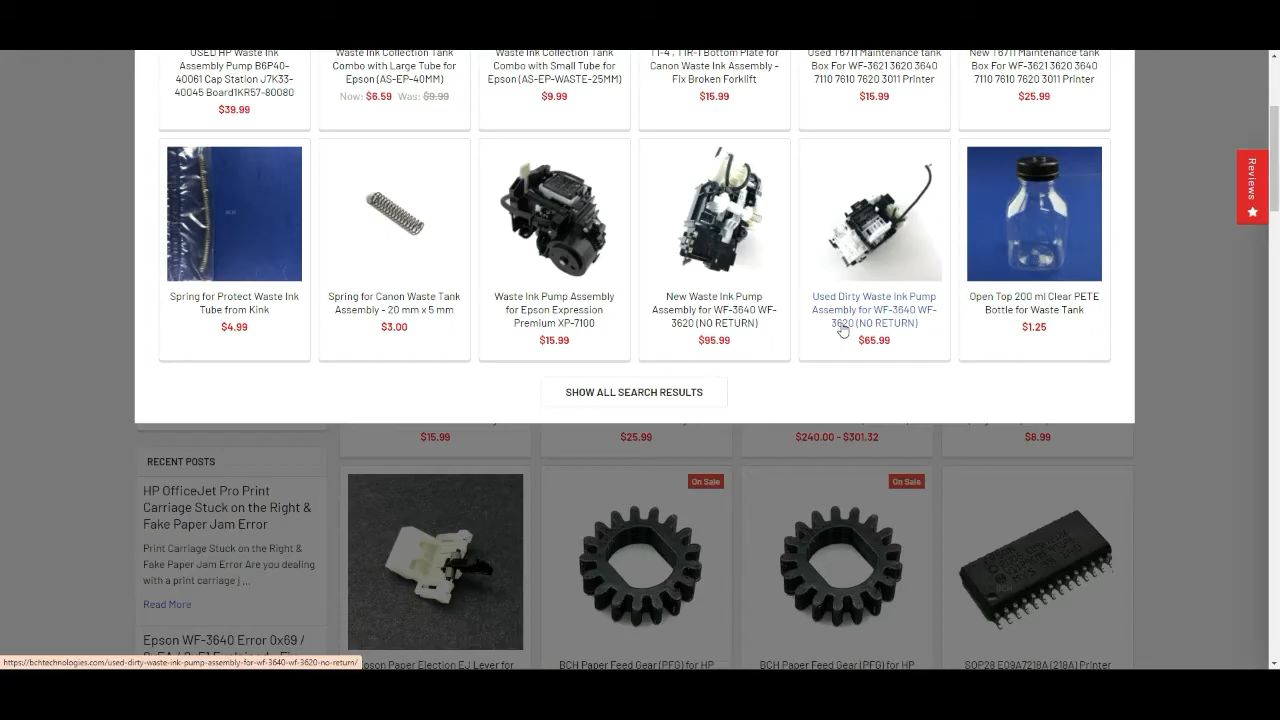 USED HP Waste Ink
Assembly Pump B6P40-
40061 Cap Station J7K33-
40045 Board1KR57-80080
$39.99
Waste Ink Collection Tank
Combo with Large Tube for
Epson (AS-EP-40MM)
Now: $6.59 Was: $9.99
Waste Ink Collection Tank
Combo with Small Tube for
Epson (AS-EP-WASTE-25MM)
$9.99
Bottom Plate for
Canon Waste Ink Assembly -
Fix Broken Forklift
$15.99
Used T6711 Maintenance tank
Box For WF-3621 3620 3640
7110 7610 7620 3011 Printer
$15.99
New T6711 Maintenance tank
Box For WF-3621 3620 3640
7110 7610 7620 3011 Printer
$25.99
Spring for Protect Waste Ink
Tube from Kink
$4.99
Spring for Canon Waste Tank
Assembly - 20 mm x 5 mm
$3.00
Waste Ink Pump Assembly
for Epson Expression
Premium XP-7100
$15.99
New Waste Ink Pump
Assembly for WF-3640 WF-
3620 (NO RETURN)
$95.99
Used Dirty Waste Ink Pump
Assembly for WF-3640 WF-
3620 (NO RETURN)
$65.99
Open Top 200 ml Clear PETE
Bottle for Waste Tank
$1.25
Reviews
SHOW ALL SEARCH RESULTS
$15.99
$25.99
$240.00 - $301.32
$8.99
RECENT POSTS
HP OfficeJet Pro Print
Carriage Stuck on the Right &
Fake Paper Jam Error
Print Carriage Stuck on the Right &
Fake Paper Jam Error Are you dealing
with a print carriage j ...
Read More
Epson WF-3640 Error 0x69 /
On Sale
On Sale
Epson Paper Ejection EJ Lever for
BCH Paper Feed Gear (PFG) for HP
BCH Paper Feed Gear (PFG) for HP
SOP28 E09A7218A (218A) Printer
https://bchtechnologies.com/used-dirty-waste-ink-pump-assembly-for-wf-3640-wf-3620-no-return/